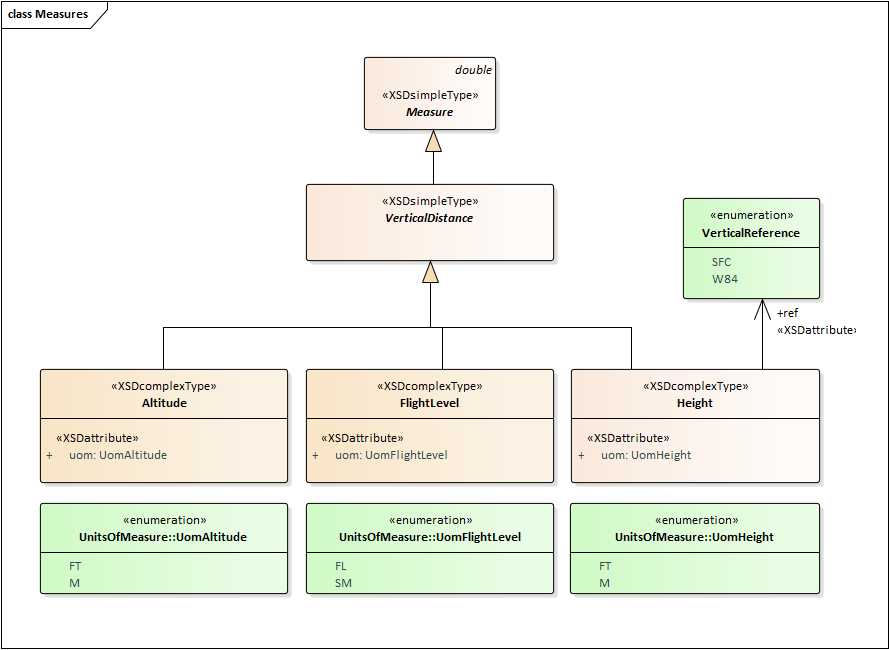 class Measures
double
«XSDsimpleType»
Measure
«XSDsimpleType»
VerticalDistance
«enumeration»
VerticalReference
SFC
W84
+ref
«XSDattribute»
«XSDcomplexType»
Altitude
«XSDattribute»
+ uom: UomAltitude
«XSDcomplexType»
FlightLevel
«XSDattribute»
+ uom: UomFlightLevel
«XSDcomplexType»
Height
«XSDattribute»
+ uom: UomHeight
«enumeration»
UnitsOfMeasure::UomAltitude
FT
M
«enumeration»
UnitsOfMeasure::UomFlightLevel
FL
SM
«enumeration»
UnitsOfMeasure::UomHeight
FT
M